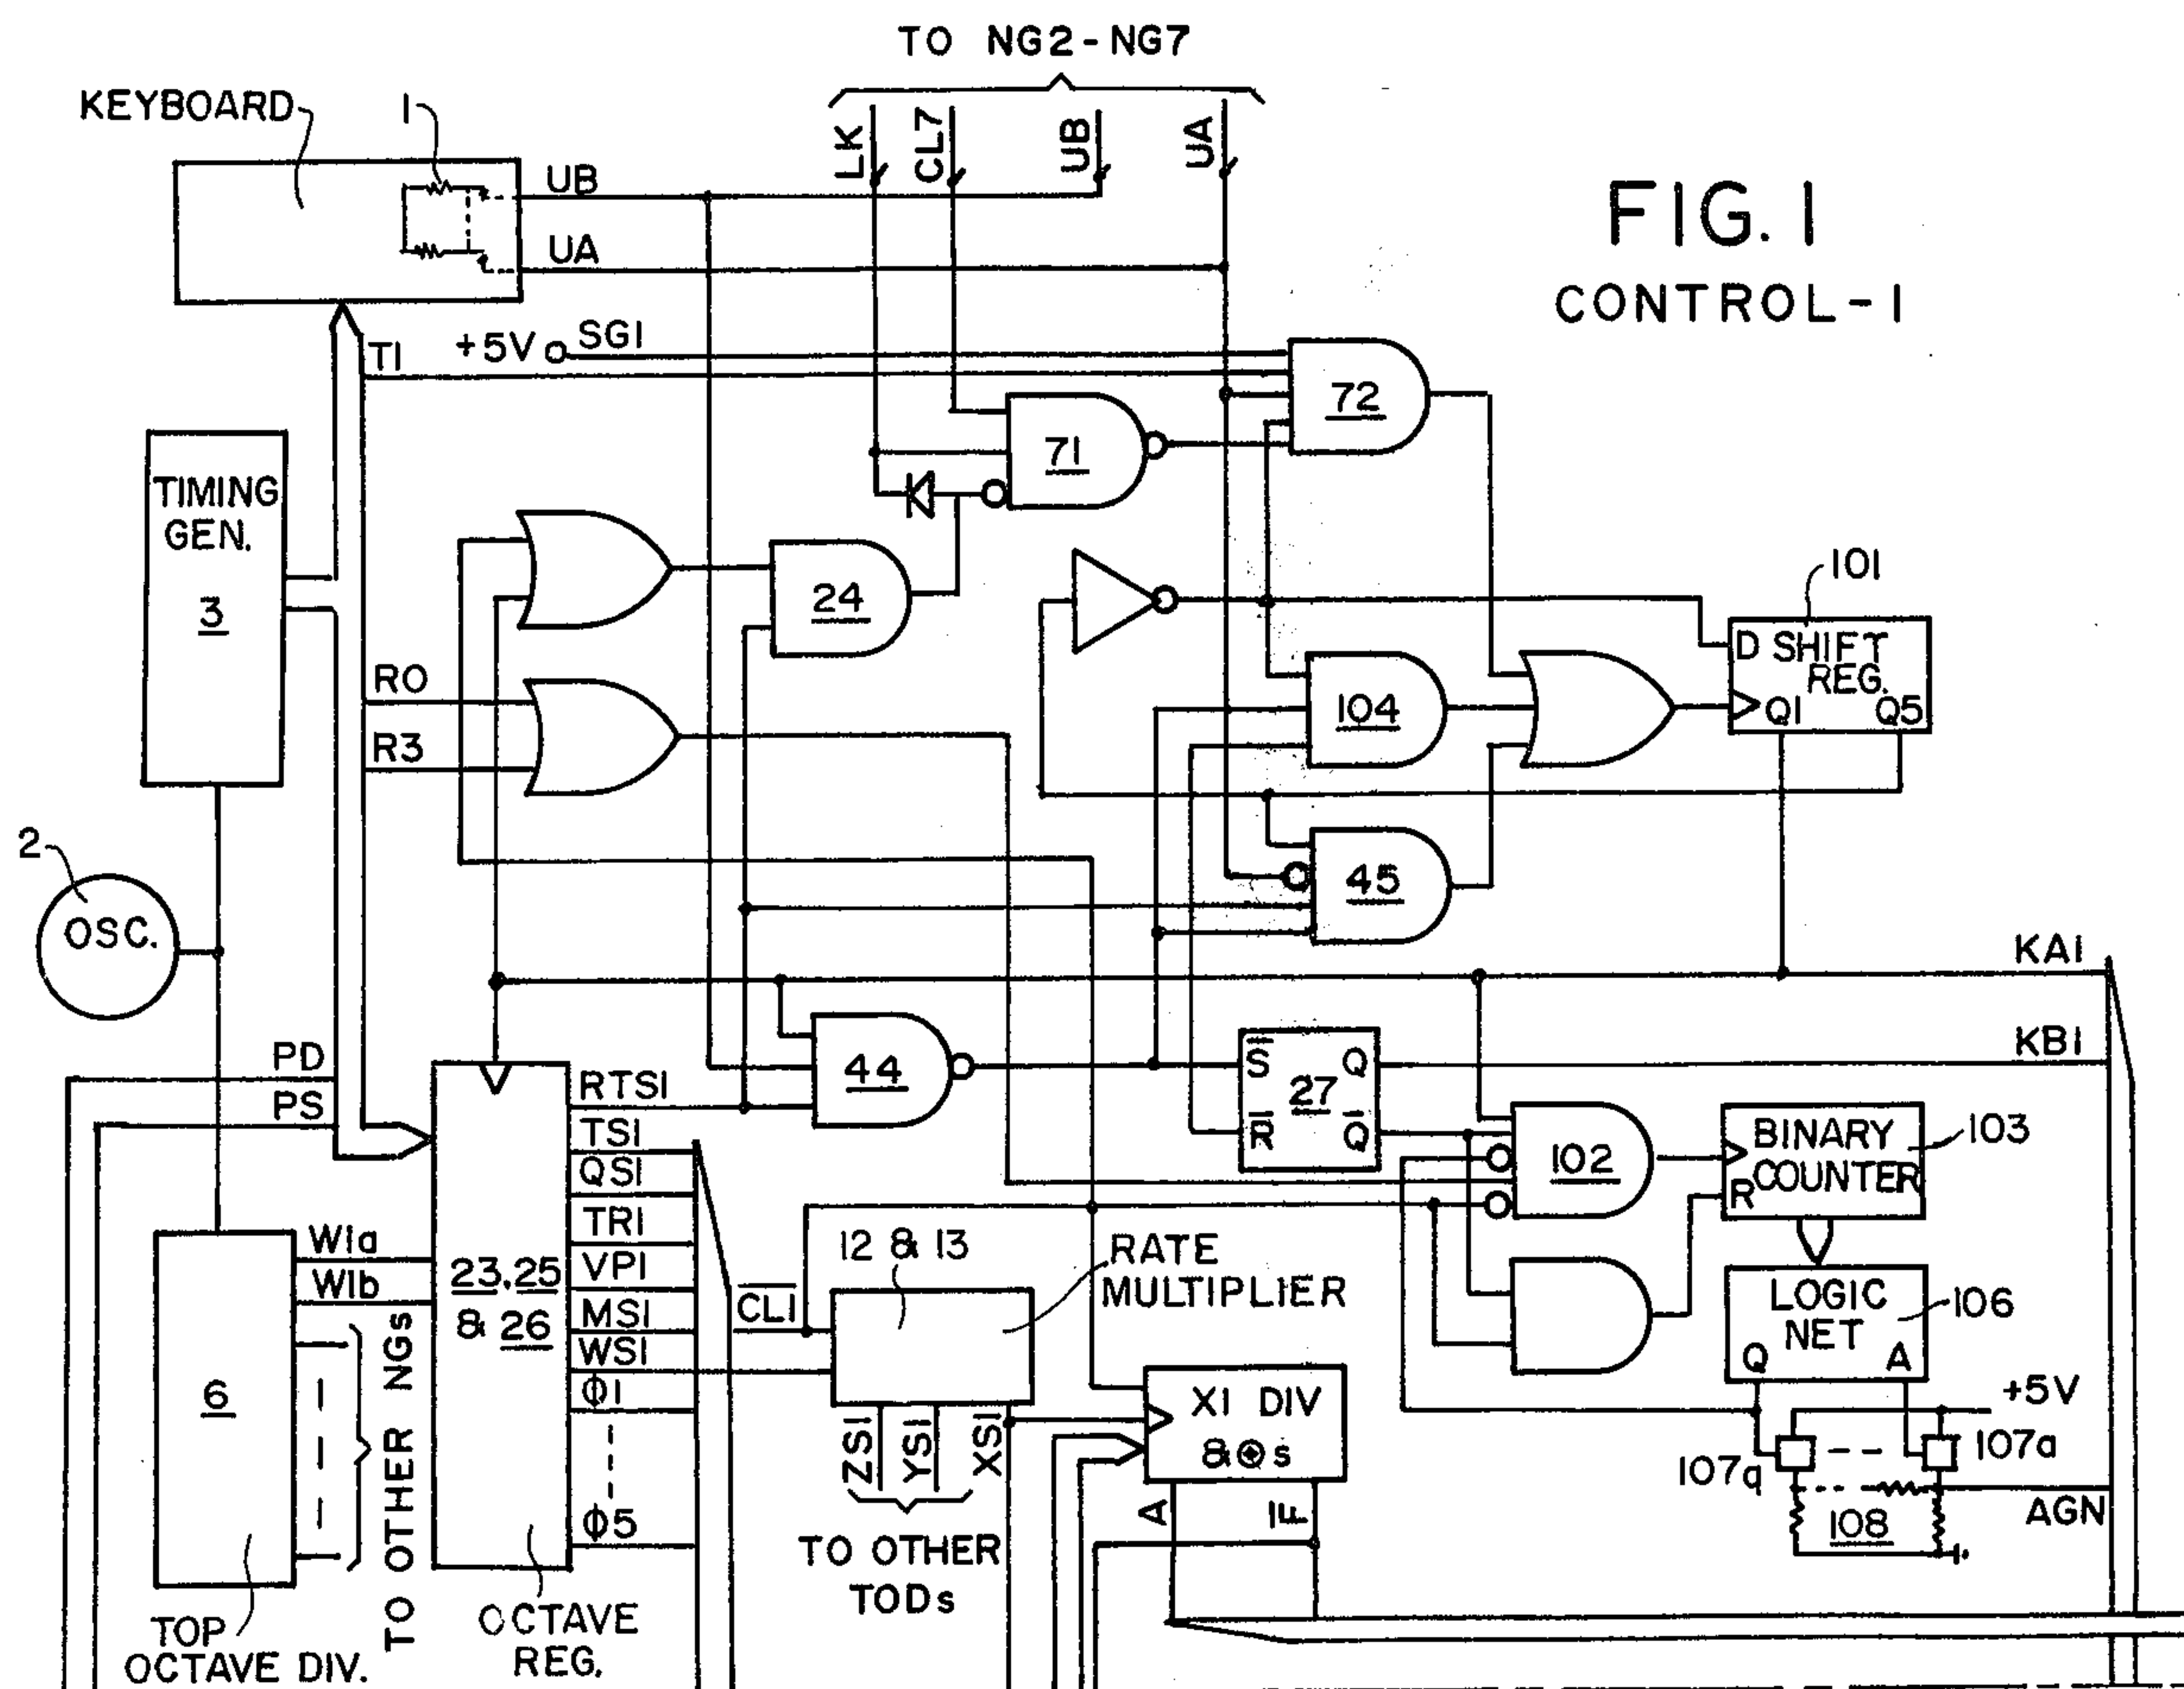 TO NG2-NG7
KEYBOARD
1
LK
CL7
UB
UA
UB
UA
FIG. 1
CONTROL-1
+5V
SG1
T1
72
71
TIMING
GEN.
3
24
101
D SHIFT
REG.
Q1
Q5
R0
R3
104
2
OSC.
45
KA1
KB1
PD
PS
44
S̅
Q
27
R̅
Q̅
RTS1
TS1
QS1
TR1
VP1
MS1
WS1
Φ1
Φ5
102
BINARY
COUNTER
R
103
W1a
W1b
23,25
& 26
12 & 13
RATE
MULTIPLIER
C̅L̅1̅
LOGIC
NET
Q
A
106
6
TO OTHER NGs
ZS1
YS1
XS1
X1 DIV
&⊕s
A
1F
+5V
107q
107a
108
AGN
TO OTHER
TODs
TOP
OCTAVE DIV.
OCTAVE
REG.